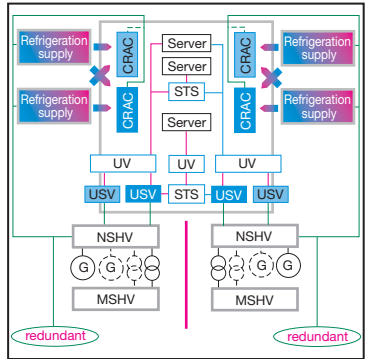 Refrigeration
supply
CRAC
Server
CRAC
Refrigeration
supply
Server
Refrigeration
supply
CRAC
STS
CRAC
Refrigeration
supply
Server
UV
UV
UV
USV
USV
STS
USV
USV
NSHV
NSHV
G
G
G
G
MSHV
MSHV
redundant
redundant